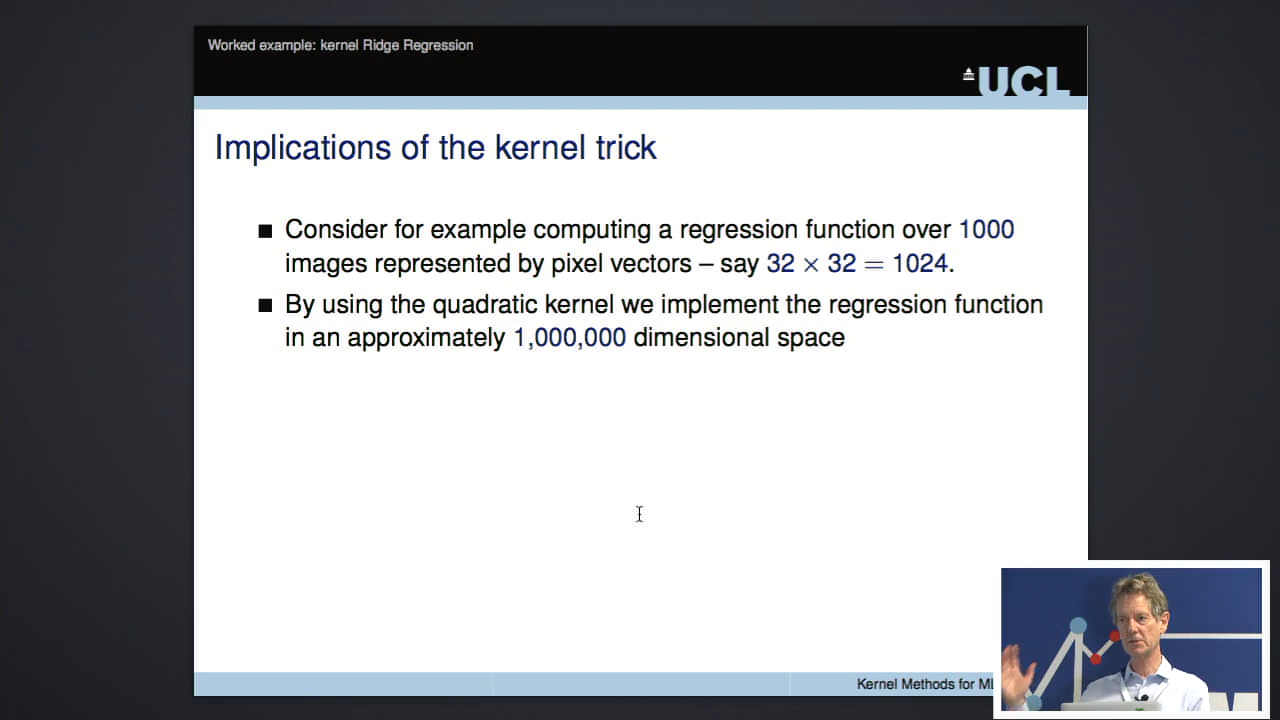 Worked example: kernel Ridge Regression
UCL
Implications of the kernel trick
Consider for example computing a regression function over 1000
images represented by pixel vectors – say 32 × 32 = 1024.
By using the quadratic kernel we implement the regression function
in an approximately 1,000,000 dimensional space
Kernel Methods for